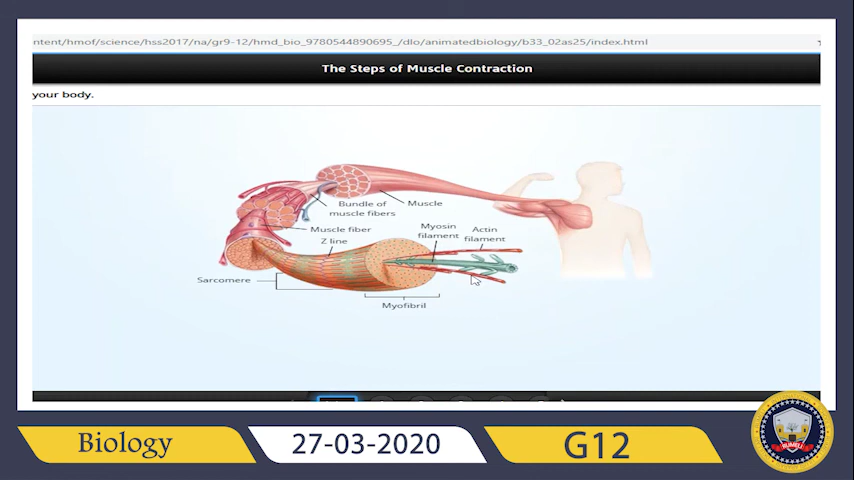 ntent/hmof/science/hss2017/na/gr9-12/hmd_bio_9780544890695_/dlo/animatedbiology/b33_02as25/index.html
The Steps of Muscle Contraction
your body.
Bundle of
muscle fibers
Muscle
Muscle fiber
Z line
Myosin
filament
Actin
filament
Sarcomere
Myofibril
Biology
27-03-2020
G12